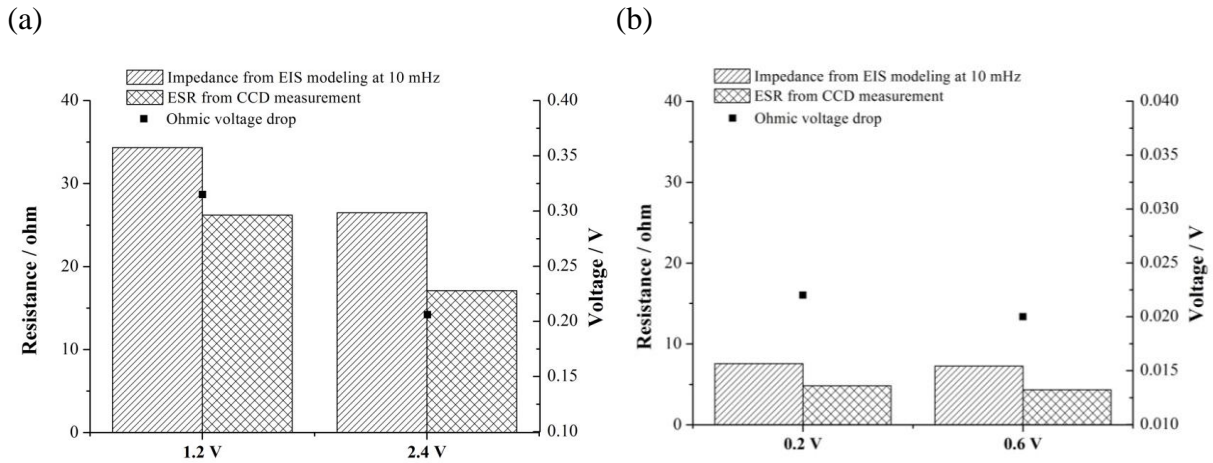 (a)
Impedance from EIS modeling at 10 mHz
ESR from CCD measurement
Ohmic voltage drop
40
30
20
10
0
Resistance / ohm
0.40
0.35
0.30
0.25
0.20
0.15
0.10
Voltage / V
1.2 V
2.4 V
(b)
Impedance from EIS modeling at 10 mHz
ESR from CCD measurement
Ohmic voltage drop
40
30
20
10
0
Resistance / ohm
0.040
0.035
0.030
0.025
0.020
0.015
0.010
Voltage / V
0.2 V
0.6 V